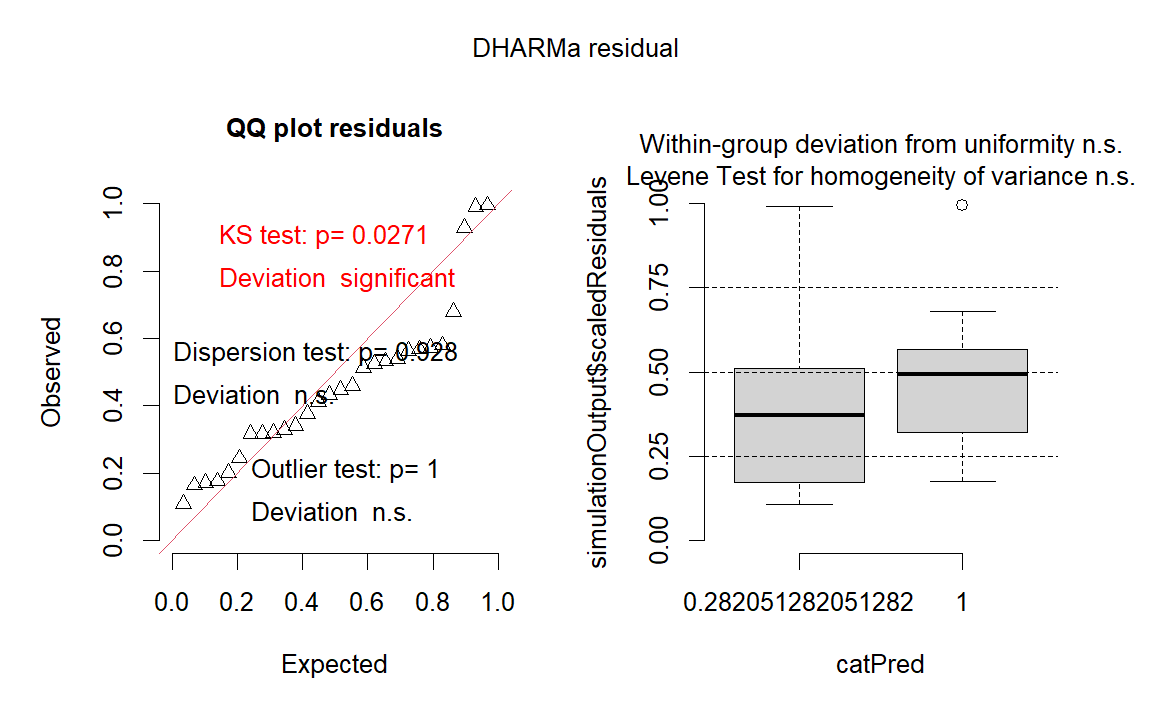 DHARMa residual
QQ plot residuals
KS test: p= 0.0271
Deviation  significant
Dispersion test: p= 0.928
Deviation  n.s.
Outlier test: p= 1
Deviation  n.s.
Observed
0.0 0.2 0.4 0.6 0.8 1.0
0.0 0.2 0.4 0.6 0.8 1.0
Expected
Within-group deviation from uniformity n.s.
Levene Test for homogeneity of variance n.s.
simulationOutput$scaledResiduals
0.00 0.25 0.50 0.75 1.00
0.282051282051282 1
catPred